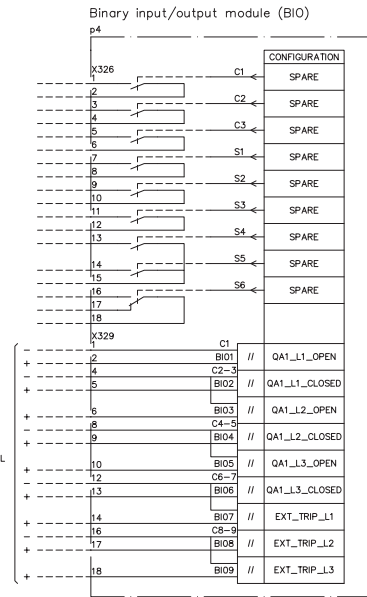 Binary input/output module (BIO)
p4
CONFIGURATION
X326
1 C1 SPARE
2
3 C2 SPARE
4
5 C3 SPARE
6
7 S1 SPARE
8
9 S2 SPARE
10
11 S3 SPARE
12
13 S4 SPARE
14 S5 SPARE
15
16 S6 SPARE
17
18
X329
- 1 C1
+ 2 BI01 // QA1_L1_OPEN
- 4 C2-3
+ 5 BI02 // QA1_L1_CLOSED
+ 6 BI03 // QA1_L2_OPEN
- 8 C4-5
+ 9 BI04 // QA1_L2_CLOSED
L
+ 10 BI05 // QA1_L3_OPEN
- 12 C6-7
+ 13 BI06 // QA1_L3_CLOSED
+ 14 BI07 // EXT_TRIP_L1
- 16 C8-9
+ 17 BI08 // EXT_TRIP_L2
+ 18 BI09 // EXT_TRIP_L3